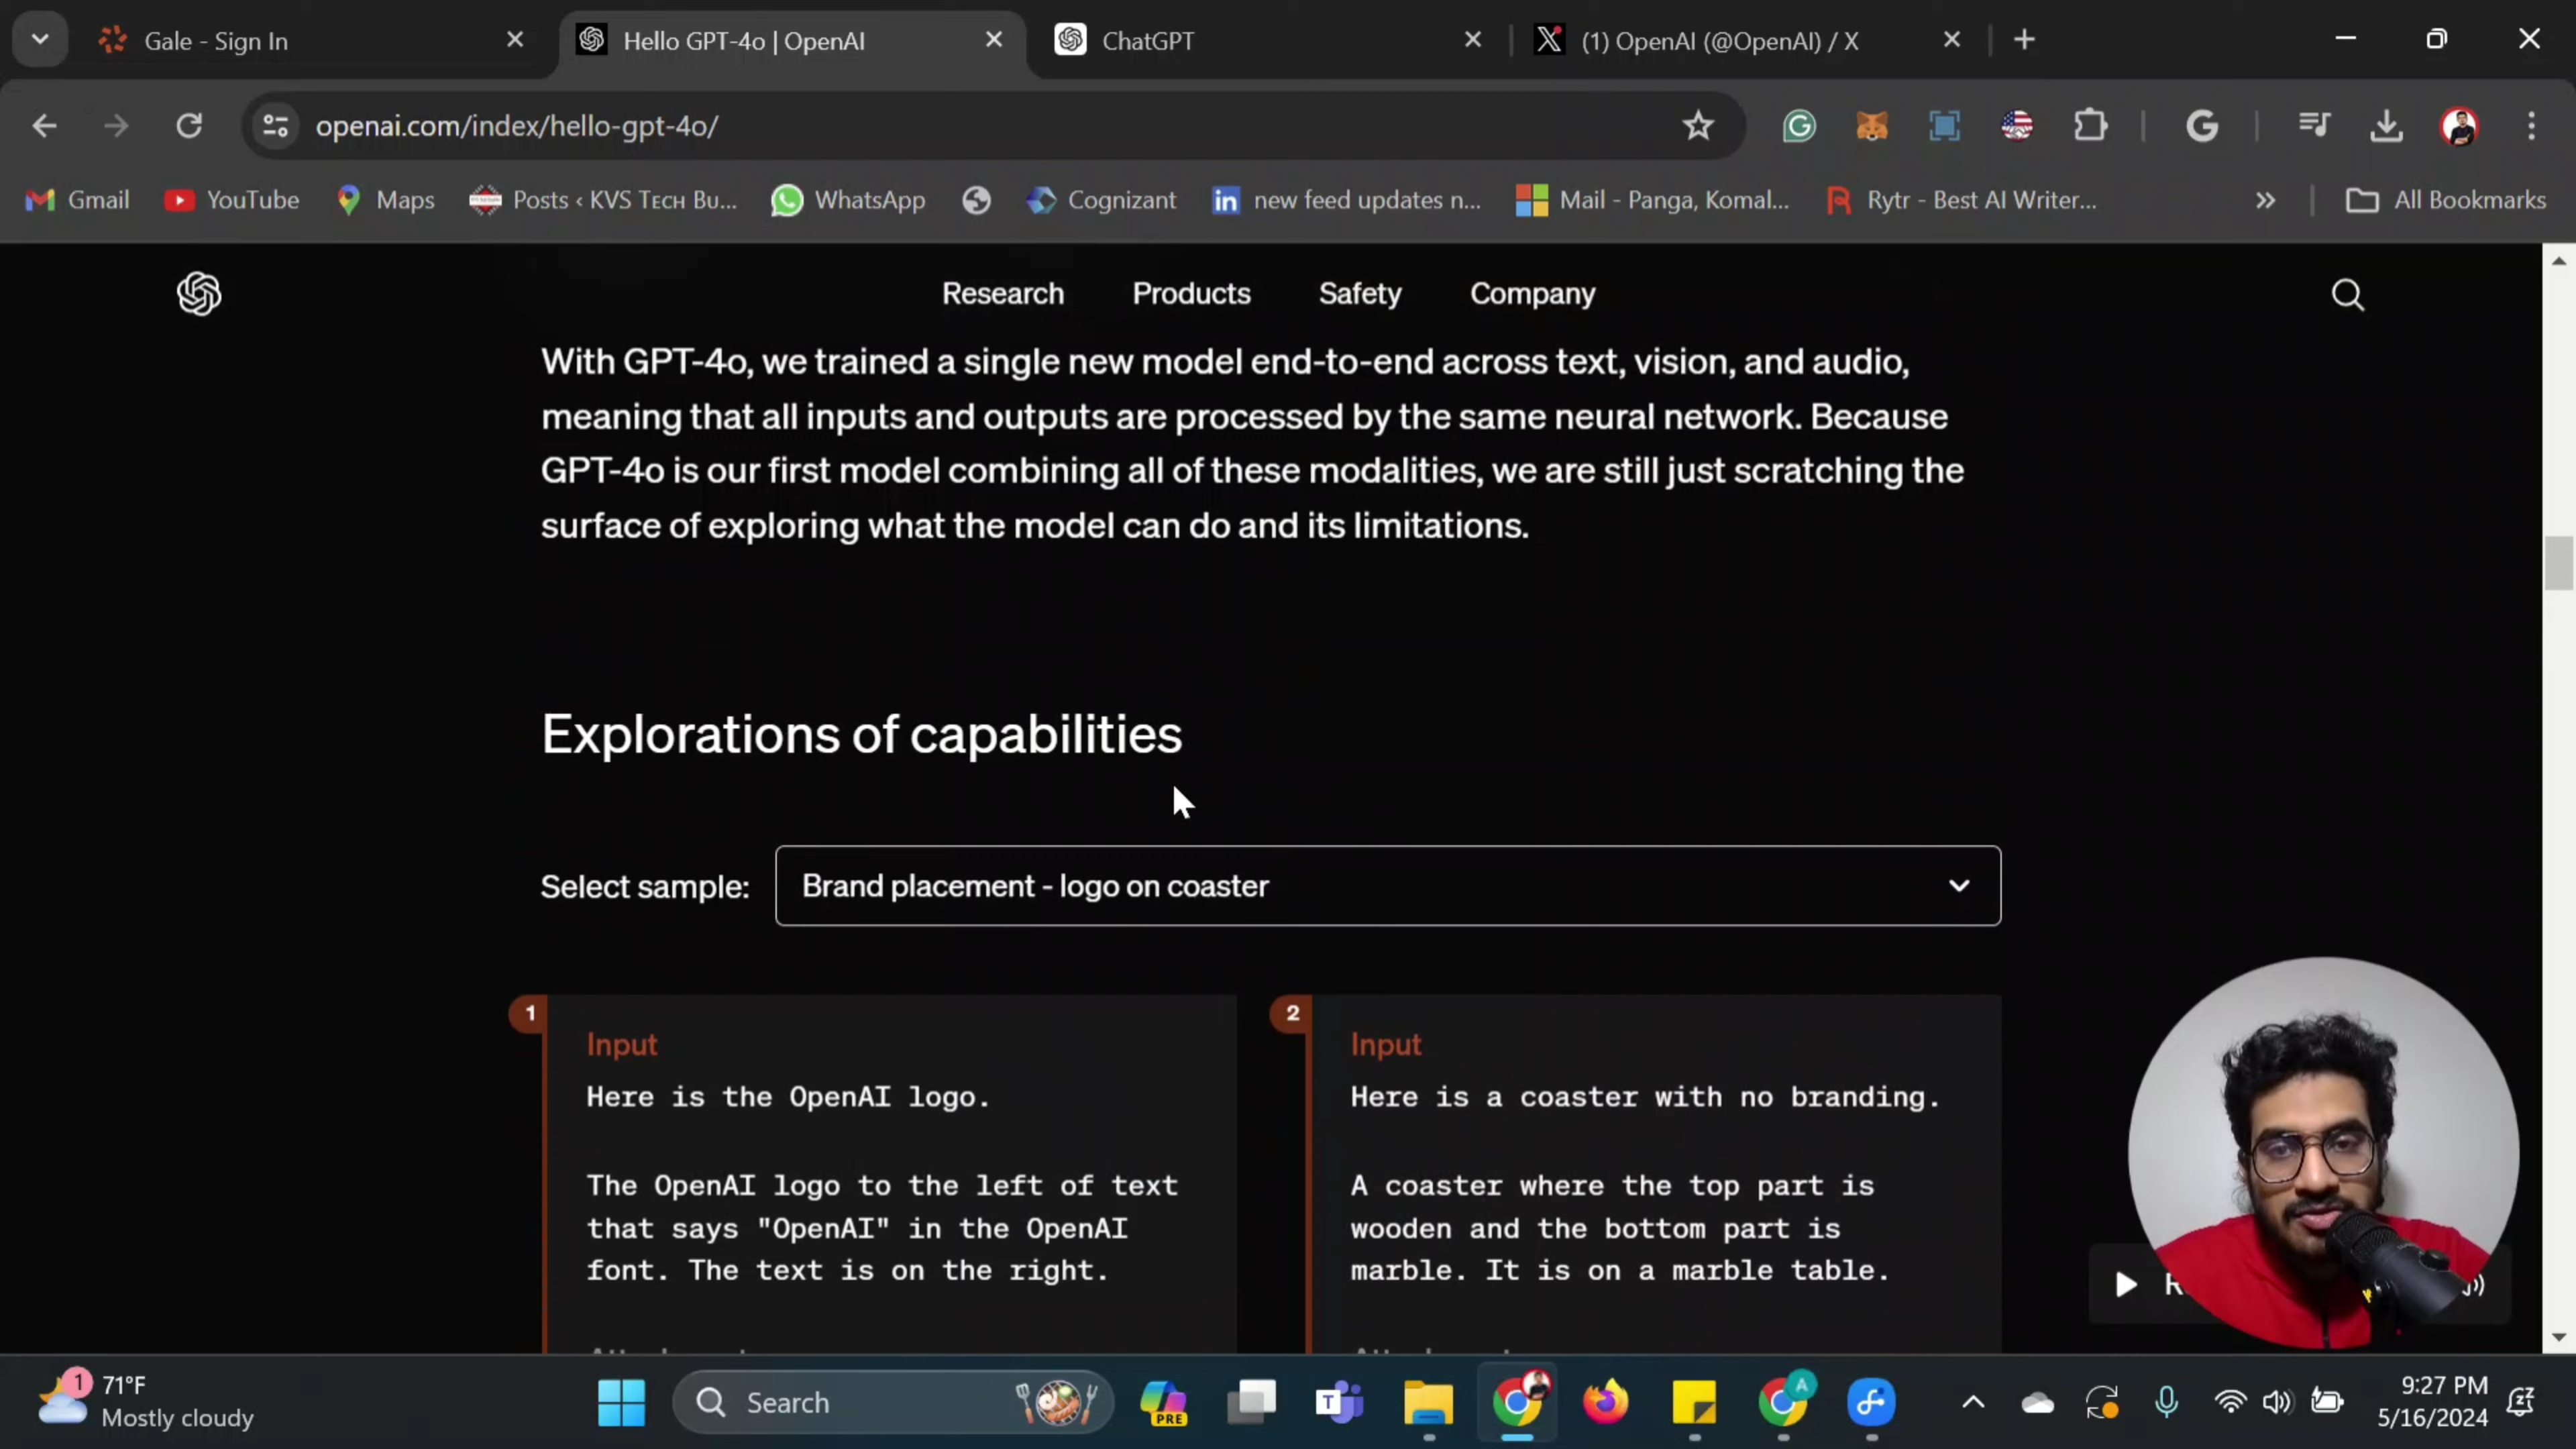 Gale - Sign In
Hello GPT-4o | OpenAI
ChatGPT
(1) OpenAI (@OpenAI) / X
openai.com/index/hello-gpt-4o/
Gmail
YouTube
Maps
Posts ‹ KVS Tech Bu...
WhatsApp
Cognizant
new feed updates n...
Mail - Panga, Komal...
Rytr - Best AI Writer...
All Bookmarks
Research
Products
Safety
Company
With GPT-4o, we trained a single new model end-to-end across text, vision, and audio,
meaning that all inputs and outputs are processed by the same neural network. Because
GPT-4o is our first model combining all of these modalities, we are still just scratching the
surface of exploring what the model can do and its limitations.
Explorations of capabilities
Select sample:
Brand placement - logo on coaster
1
Input
Here is the OpenAI logo.
The OpenAI logo to the left of text
that says "OpenAI" in the OpenAI
font. The text is on the right.
2
Input
Here is a coaster with no branding.
A coaster where the top part is
wooden and the bottom part is
marble. It is on a marble table.
1
71°F
Mostly cloudy
Search
PRE
A
9:27 PM
5/16/2024